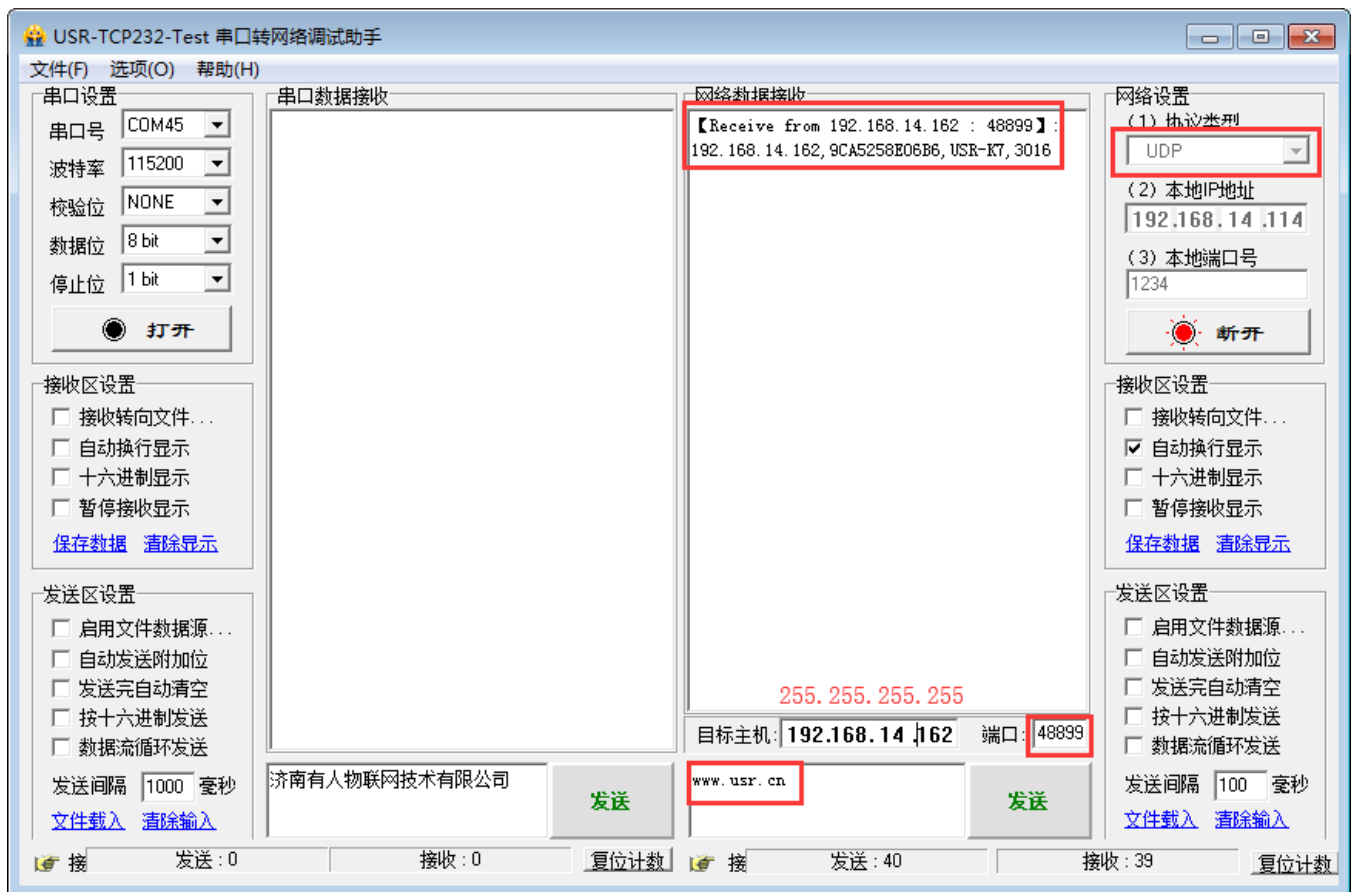 USR-TCP232-Test 串口转网络调试助手
文件(F) 选项(O) 帮助(H)
串口设置
串口号 COM45
波特率 115200
校验位 NONE
数据位 8 bit
停止位 1 bit
打开
接收区设置
接收转向文件...
自动换行显示
十六进制显示
暂停接收显示
保存数据 清除显示
发送区设置
启用文件数据源...
自动发送附加位
发送完自动清空
按十六进制发送
数据流循环发送
发送间隔 1000 毫秒
文件载入 清除输入
串口数据接收
济南有人物联网技术有限公司
发送
网络数据接收
【Receive from 192.168.14.162 : 48899】:
192.168.14.162,9CA5258E06B6,USR-K7,3016
255.255.255.255
目标主机: 192.168.14.162 端口: 48899
www.usr.cn
发送
网络设置
(1) 协议类型
UDP
(2) 本地IP地址
192.168.14.114
(3) 本地端口号
1234
断开
接收区设置
接收转向文件...
自动换行显示
十六进制显示
暂停接收显示
保存数据 清除显示
发送区设置
启用文件数据源...
自动发送附加位
发送完自动清空
按十六进制发送
数据流循环发送
发送间隔 100 毫秒
文件载入 清除输入
接 发送:0 接收:0 复位计数
接 发送:40 接收:39 复位计数